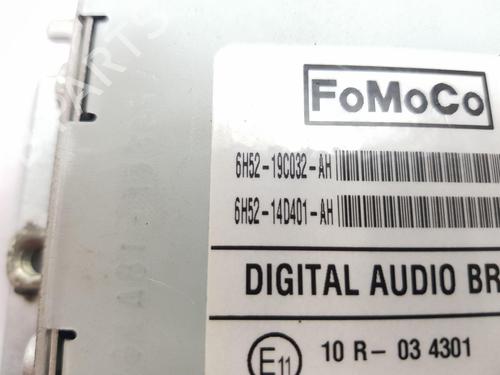 FoMoCo
6H52-19C032-AH
6H52-14D401-AH
DIGITAL AUDIO BR
E11 10 R - 03 4301